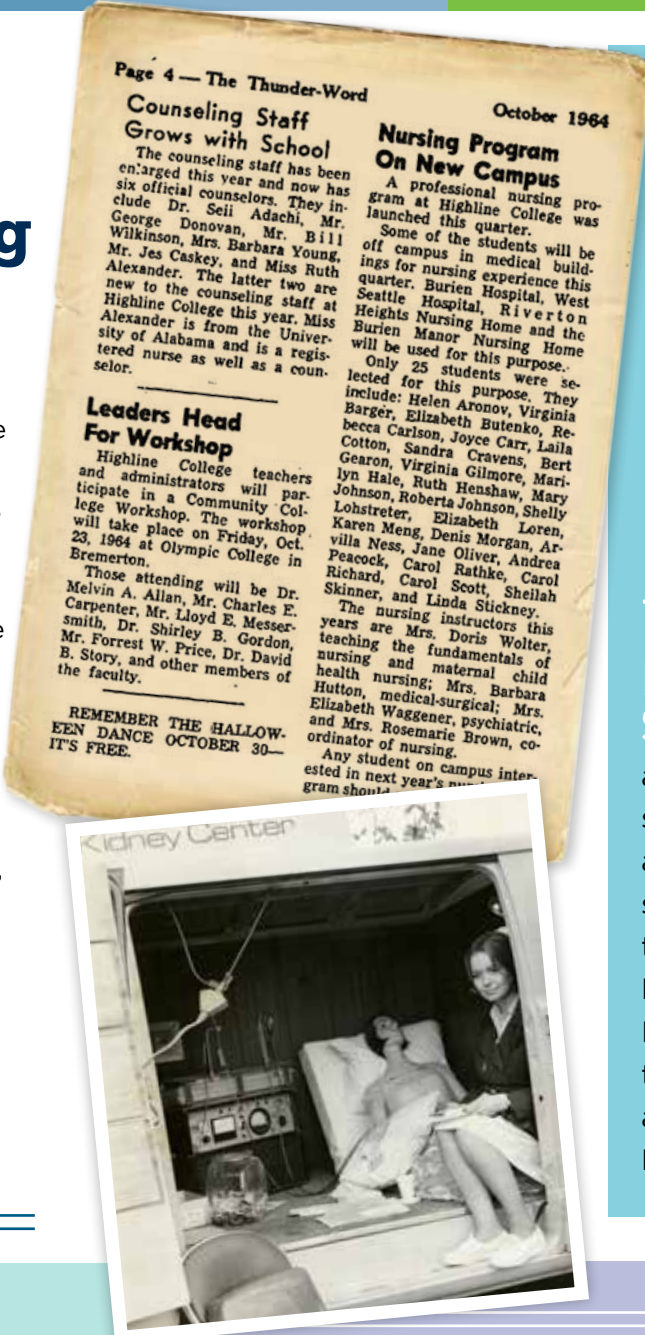 g
Page 4 — The Thunder-Word
October 1964
Counseling Staff
Grows with School
The counseling staff has been
enlarged this year and now has
six official counselors. They in-
clude Dr. Seii Adachi, Mr.
George Donovan, Mr. Bill
Wilkinson, Mrs. Barbara Young,
Mr. Jes Caskey, and Miss Ruth
Alexander. The latter two are
new to the counseling staff at
Highline College this year. Miss
Alexander is from the Univer-
sity of Alabama and is a regis-
tered nurse as well as a coun-
selor.
Leaders Head
For Workshop
Highline College teachers
and administrators will par-
ticipate in a Community Col-
lege Workshop. The workshop
will take place on Friday, Oct.
23, 1964 at Olympic College in
Bremerton.
Those attending will be Dr.
Melvin A. Allan, Mr. Charles E.
Carpenter, Mr. Lloyd E. Messer-
smith, Dr. Shirley B. Gordon,
Mr. Forrest W. Price, Dr. David
B. Story, and other members of
the faculty.
REMEMBER THE HALLOW-
EEN DANCE OCTOBER 30—
IT'S FREE.
Nursing Program
On New Campus
A professional nursing pro-
gram at Highline College was
launched this quarter.
Some of the students will be
off campus in medical build-
ings for nursing experience this
quarter. Burien Hospital, West
Seattle Hospital, Riverton
Heights Nursing Home and the
Burien Manor Nursing Home
will be used for this purpose.
Only 25 students were se-
lected for this purpose. They
include: Helen Aronov, Virginia
Barger, Elizabeth Butenko, Re-
becca Carlson, Joyce Carr, Laila
Cotton, Sandra Cravens, Bert
Gearon, Virginia Gilmore, Mari-
lyn Hale, Ruth Henshaw, Mary
Johnson, Roberta Johnson, Shelly
Lohstreter, Elizabeth Loren,
Karen Meng, Denis Morgan, Ar-
villa Ness, Jane Oliver, Andrea
Peacock, Carol Rathke, Carol
Richard, Carol Scott, Sheilah
Skinner, and Linda Stickney.
The nursing instructors this
years are Mrs. Doris Wolter,
teaching the fundamentals of
nursing and maternal child
health nursing; Mrs. Barbara
Hutton, medical-surgical; Mrs.
Elizabeth Waggener, psychiatric,
and Mrs. Rosemarie Brown, co-
ordinator of nursing.
Any student on campus inter-
ested in next year's
gram should
Kidney Center